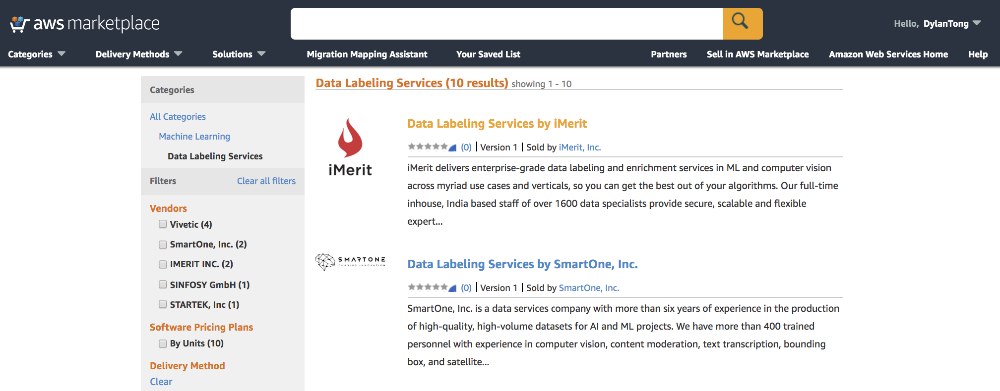 aws marketplace
Hello, DylanTong
Categories
Delivery Methods
Solutions
Migration Mapping Assistant
Your Saved List
Partners
Sell in AWS Marketplace
Amazon Web Services Home
Help
Categories
All Categories
Machine Learning
Data Labeling Services
Filters
Clear all filters
Vendors
Vivetic (4)
SmartOne, Inc. (2)
IMERIT INC. (2)
SINFOSY GmbH (1)
STARTEK, Inc (1)
Software Pricing Plans
By Units (10)
Delivery Method
Clear
Data Labeling Services (10 results) showing 1 - 10
iMerit
Data Labeling Services by iMerit
(0) | Version 1 | Sold by iMerit, Inc.
iMerit delivers enterprise-grade data labeling and enrichment services in ML and computer vision
across myriad use cases and verticals, so you can get the best out of your algorithms. Our full-time
inhouse, India based staff of over 1600 data specialists provide secure, scalable and flexible
expert...
SMARTONE
CHASING INNOVATION
Data Labeling Services by SmartOne, Inc.
(0) | Version 1 | Sold by SmartOne, Inc.
SmartOne, Inc. is a data services company with more than six years of experience in the production
of high-quality, high-volume datasets for AI and ML projects. We have more than 400 trained
personnel with experience in computer vision, content moderation, text transcription, bounding
box, and satellite...